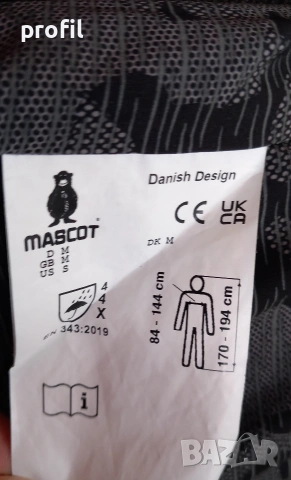 profil
Danish Design
MASCOT
CE UK
CA
D M
GB M
US S
DK M
4
4
X
EN 343:2019
84 - 144 cm
170 - 194 cm
i
BAZAR